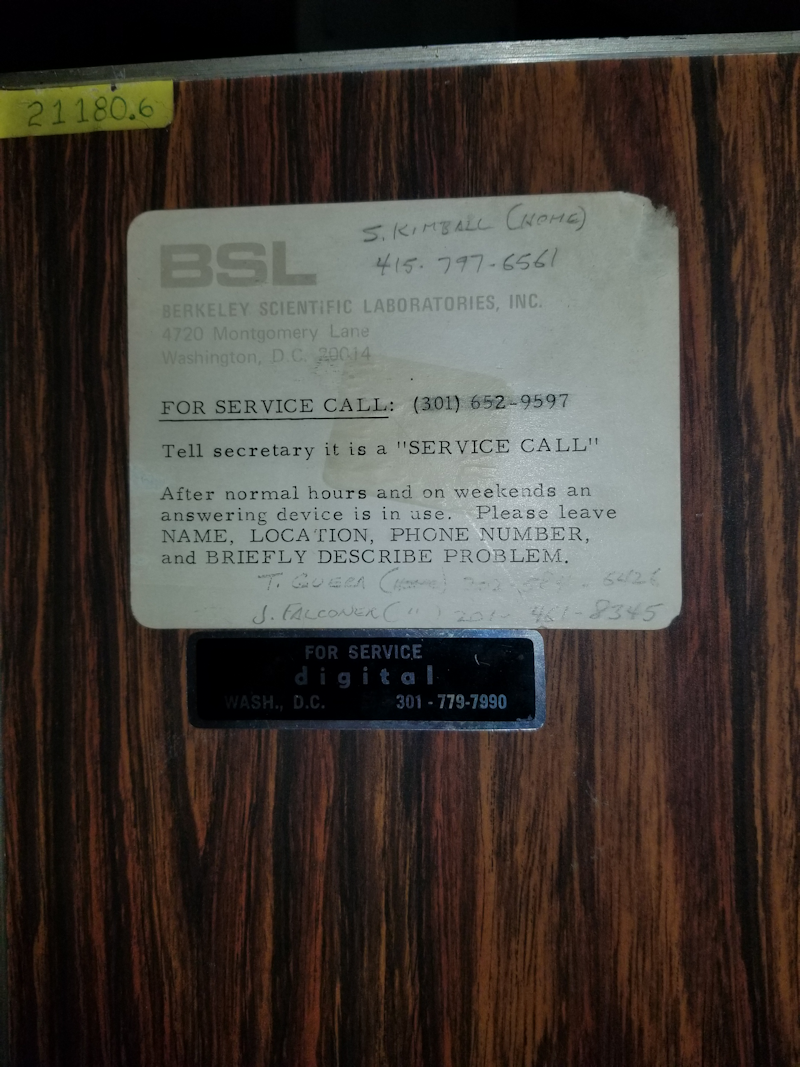 21180.6
S. KIMBALL (HOME)
415-797-6561
BSL
BERKELEY SCIENTIFIC LABORATORIES, INC.
4720 Montgomery Lane
Washington, D.C. 20014
FOR SERVICE CALL: (301) 652-9597
Tell secretary it is a "SERVICE CALL"
After normal hours and on weekends an
answering device is in use. Please leave
NAME, LOCATION, PHONE NUMBER,
and BRIEFLY DESCRIBE PROBLEM.
T. (HOME)
J. FALCONER ( " ) 461-8345
FOR SERVICE
digital
WASH., D.C. 301-779-7990